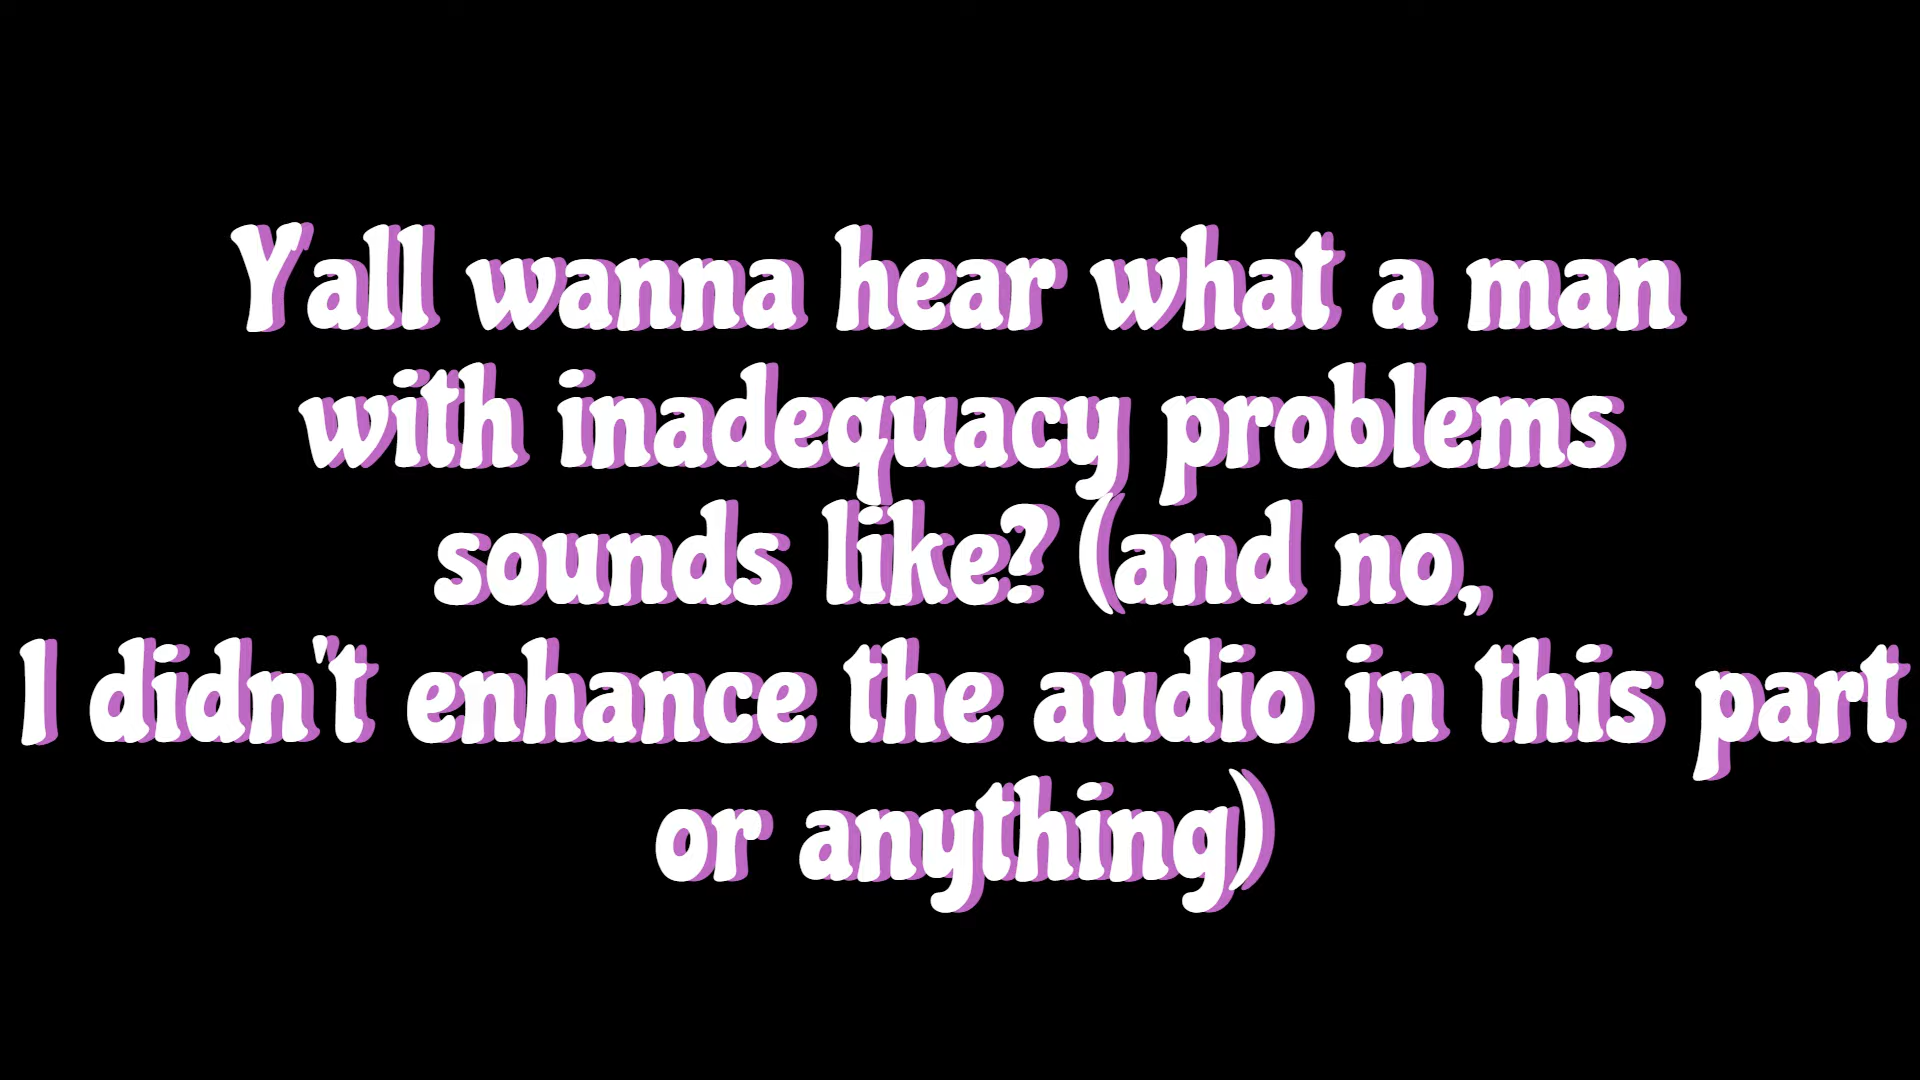 Yall wanna hear what a man
with inadequacy problems
sounds like? (and no,
I didn't enhance the audio in this part
or anything)